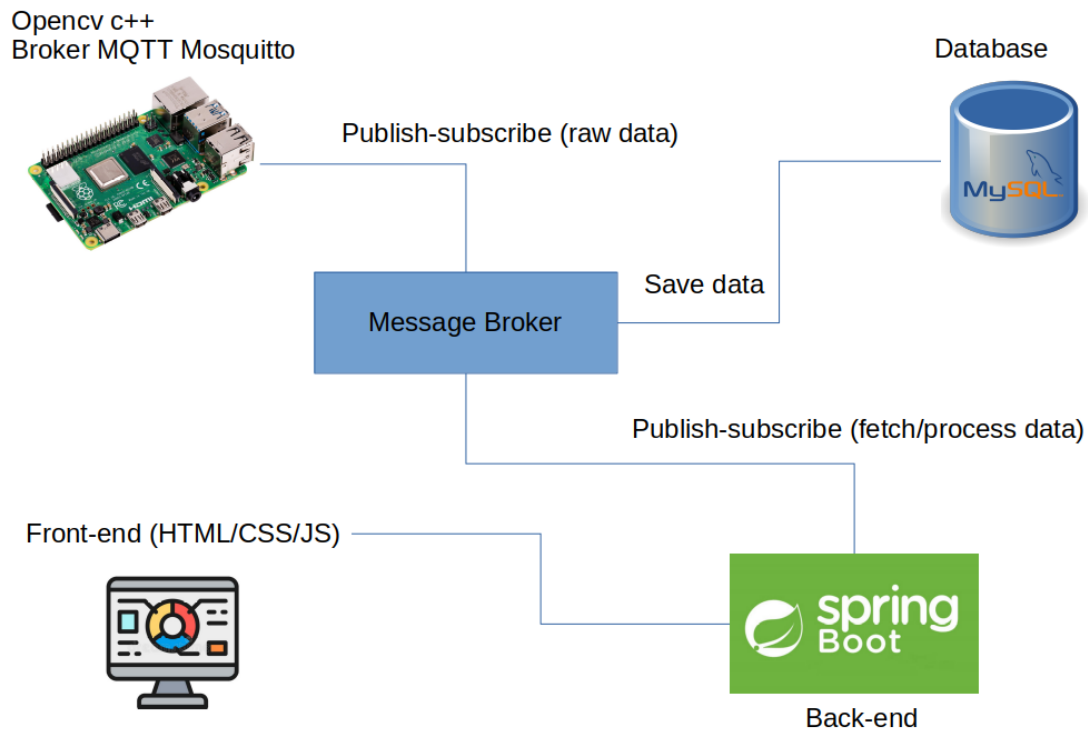 Opencv c++
Broker MQTT Mosquitto
Database
Publish-subscribe (raw data)
MySQL
Save data
Message Broker
Publish-subscribe (fetch/process data)
Front-end (HTML/CSS/JS)
spring
Boot
Back-end